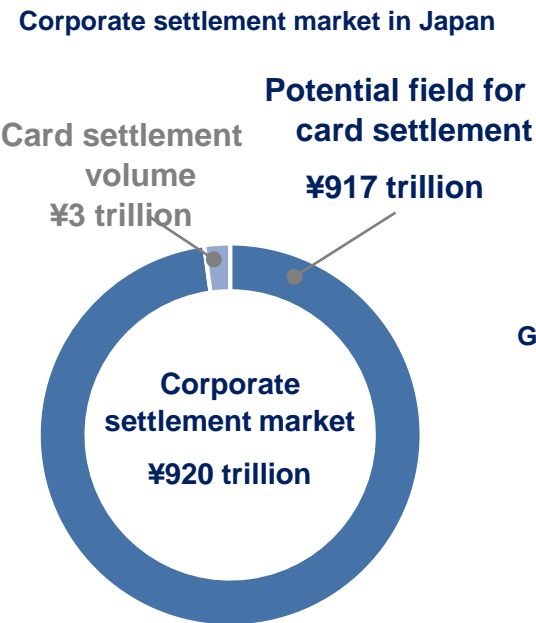 Corporate settlement market in Japan
Potential field for
card settlement
¥917 trillion
Card settlement
volume
¥3 trillion
Corporate
settlement market
¥920 trillion
G